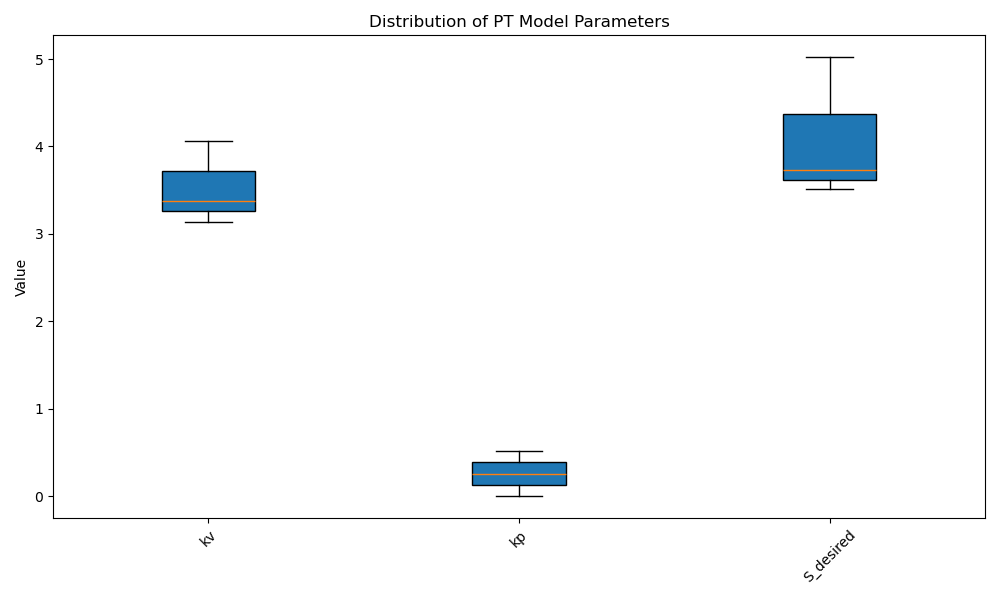 Distribution of PT Model Parameters
5
4
3
2
1
0
Value
kv
kp
S_desired